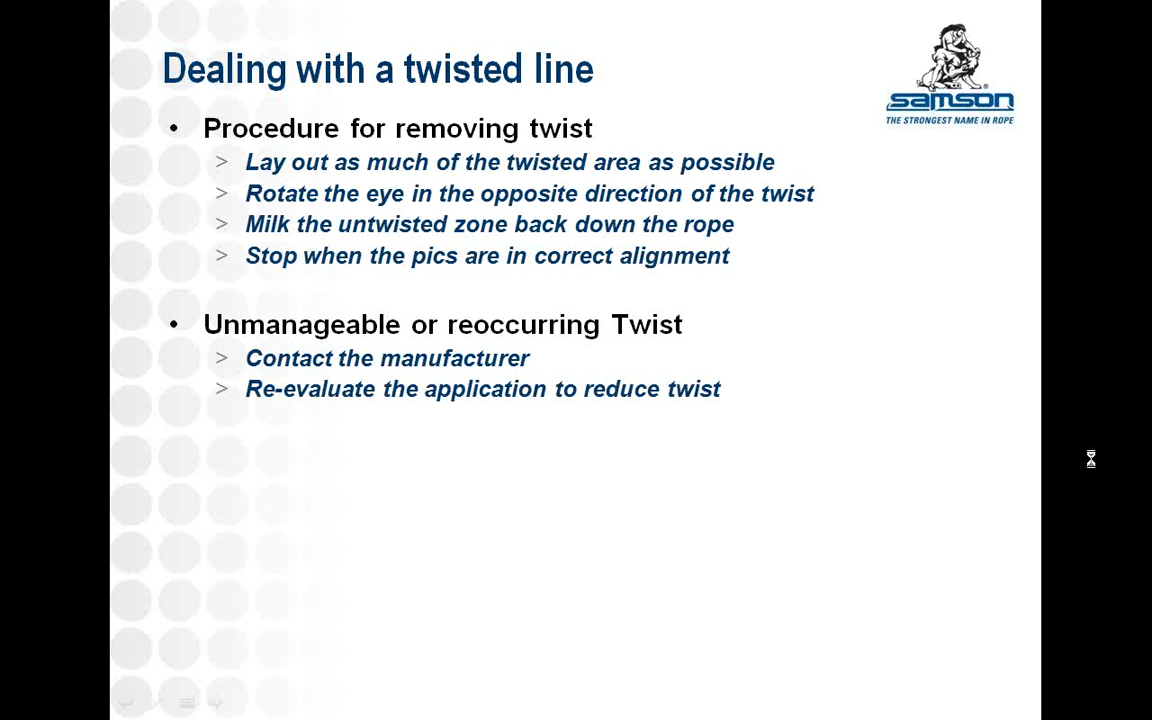 Dealing with a twisted line
samson
THE STRONGEST NAME IN ROPE
• Procedure for removing twist
> Lay out as much of the twisted area as possible
> Rotate the eye in the opposite direction of the twist
> Milk the untwisted zone back down the rope
> Stop when the pics are in correct alignment
• Unmanageable or reoccurring Twist
> Contact the manufacturer
> Re-evaluate the application to reduce twist